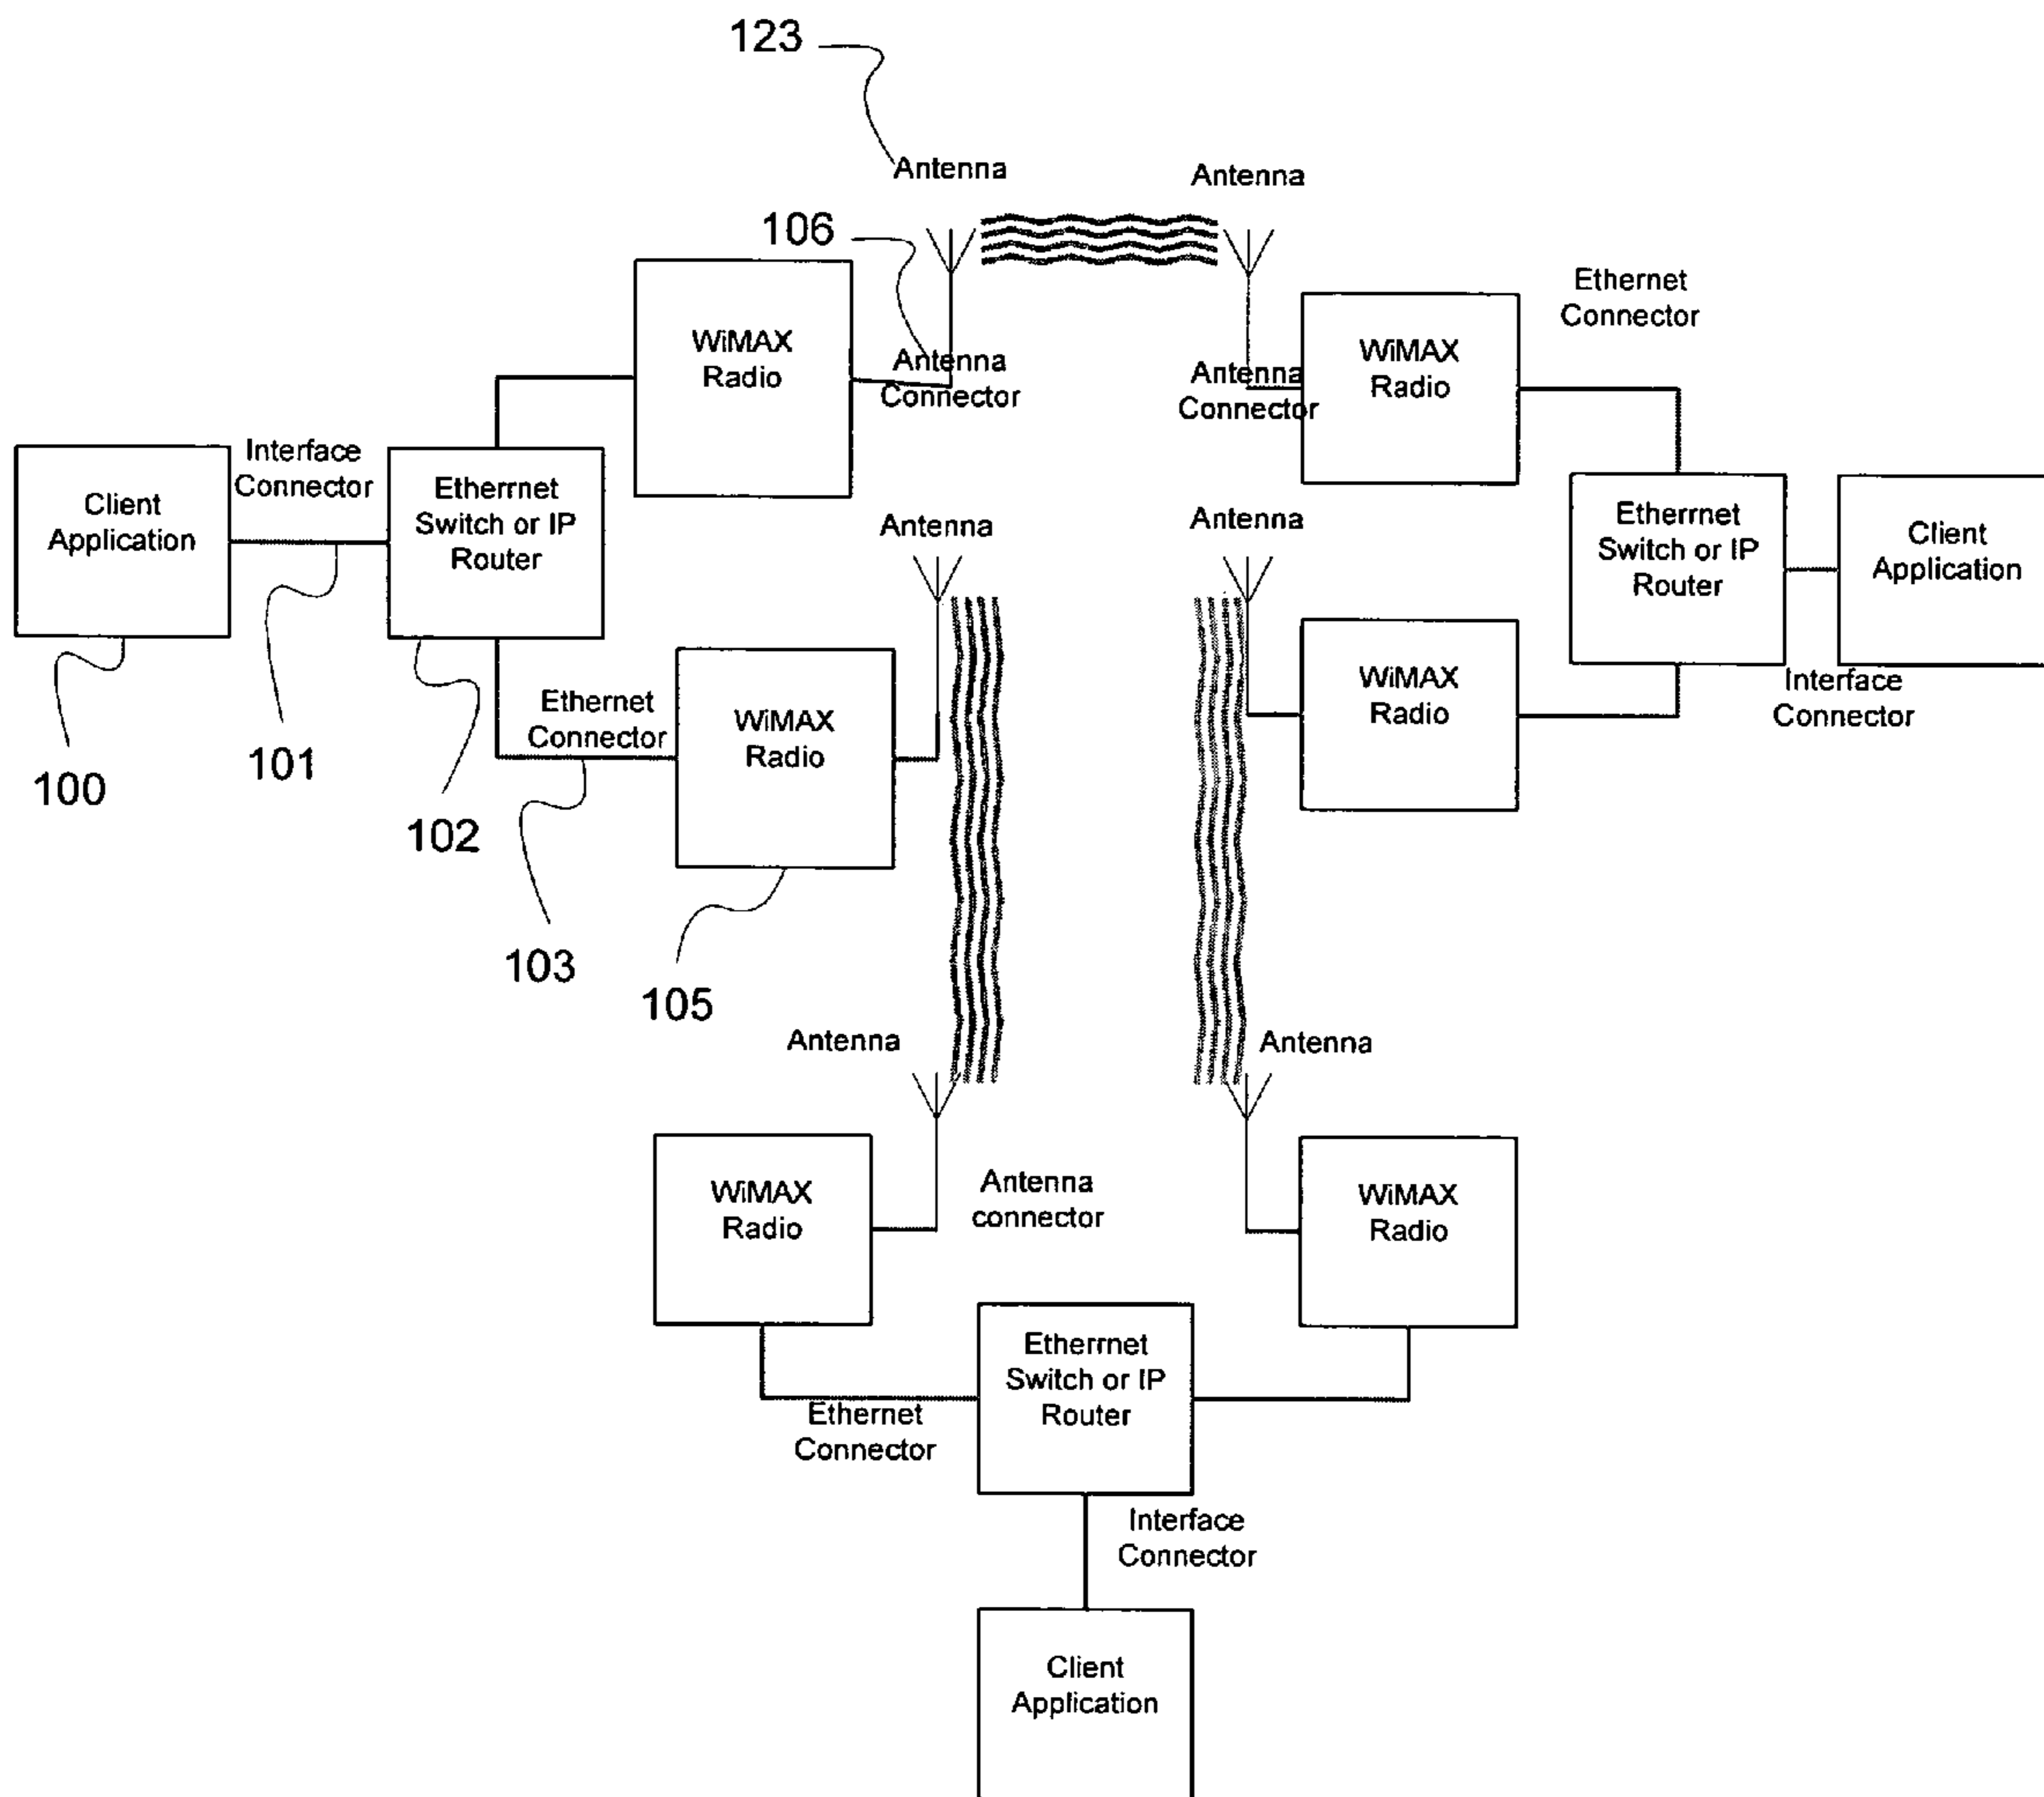 123
Antenna
Antenna
106
Ethernet
Connector
WiMAX
Radio
Antenna
Connector
Antenna
Connector
WiMAX
Radio
Interface
Connector
Client
Application
Etherrnet
Switch or IP
Router
Antenna
Antenna
Etherrnet
Switch or IP
Router
Client
Application
Ethernet
Connector
WiMAX
Radio
WiMAX
Radio
Interface
Connector
100
101
102
103
105
Antenna
Antenna
WiMAX
Radio
Antenna
connector
WiMAX
Radio
Etherrnet
Switch or IP
Router
Ethernet
Connector
Interface
Connector
Client
Application